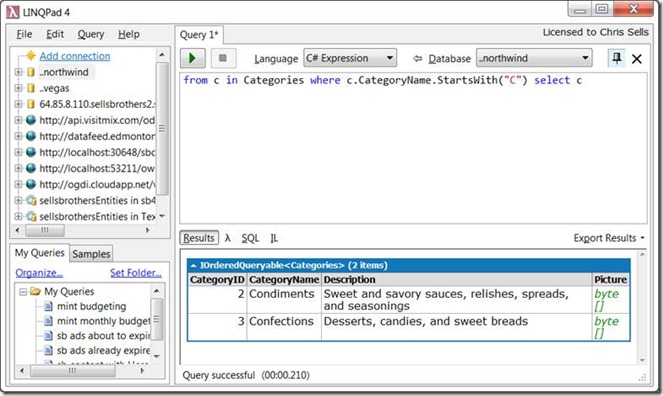 LINQPad 4
File Edit Query Help
Add connection
..northwind
..vegas
64.85.8.110.sellsbrothers2.s
http://api.visitmix.com/od
http://datafeed.edmonton
http://localhost:30648/sbc
http://localhost:53211/ow
http://ogdi.cloudapp.net/v
sellsbrothersEntities in sb4
sellsbrothersEntities in Tex
My Queries Samples
Organize... Set Folder...
My Queries
mint budgeting
mint monthly budget
sb ads about to expir
sb ads already expire
Query 1*
Licensed to Chris Sells
Language C# Expression Database ..northwind
from c in Categories where c.CategoryName.StartsWith("C") select c
Results λ SQL IL Export Results
IOrderedQueryable<Categories> (2 items)
CategoryID CategoryName Description Picture
2 Condiments Sweet and savory sauces, relishes, spreads, byte
and seasonings []
3 Confections Desserts, candies, and sweet breads byte
[]
Query successful (00:00.210)